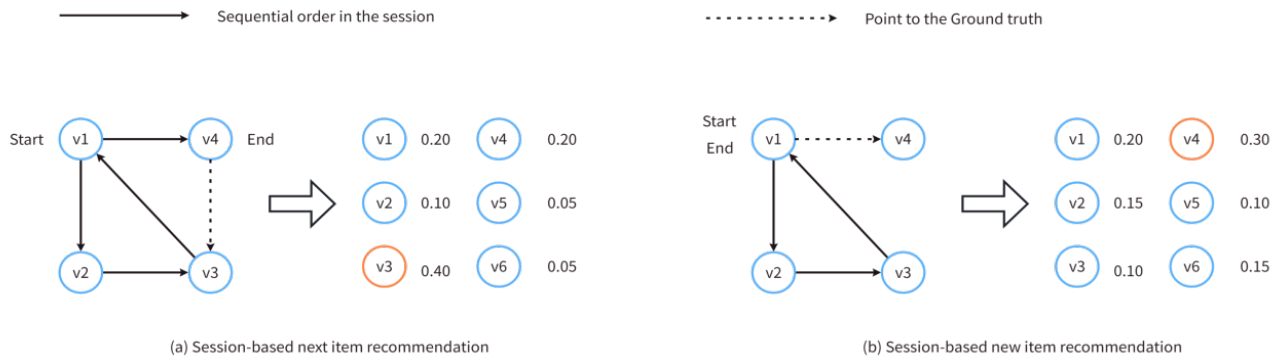 Sequential order in the session
Point to the Ground truth
Start v1 v4 End
v2 v3
v1 0.20 v4 0.20
v2 0.10 v5 0.05
v3 0.40 v6 0.05
(a) Session-based next item recommendation
Start
End
v1 v4
v2 v3
v1 0.20 v4 0.30
v2 0.15 v5 0.10
v3 0.10 v6 0.15
(b) Session-based new item recommendation